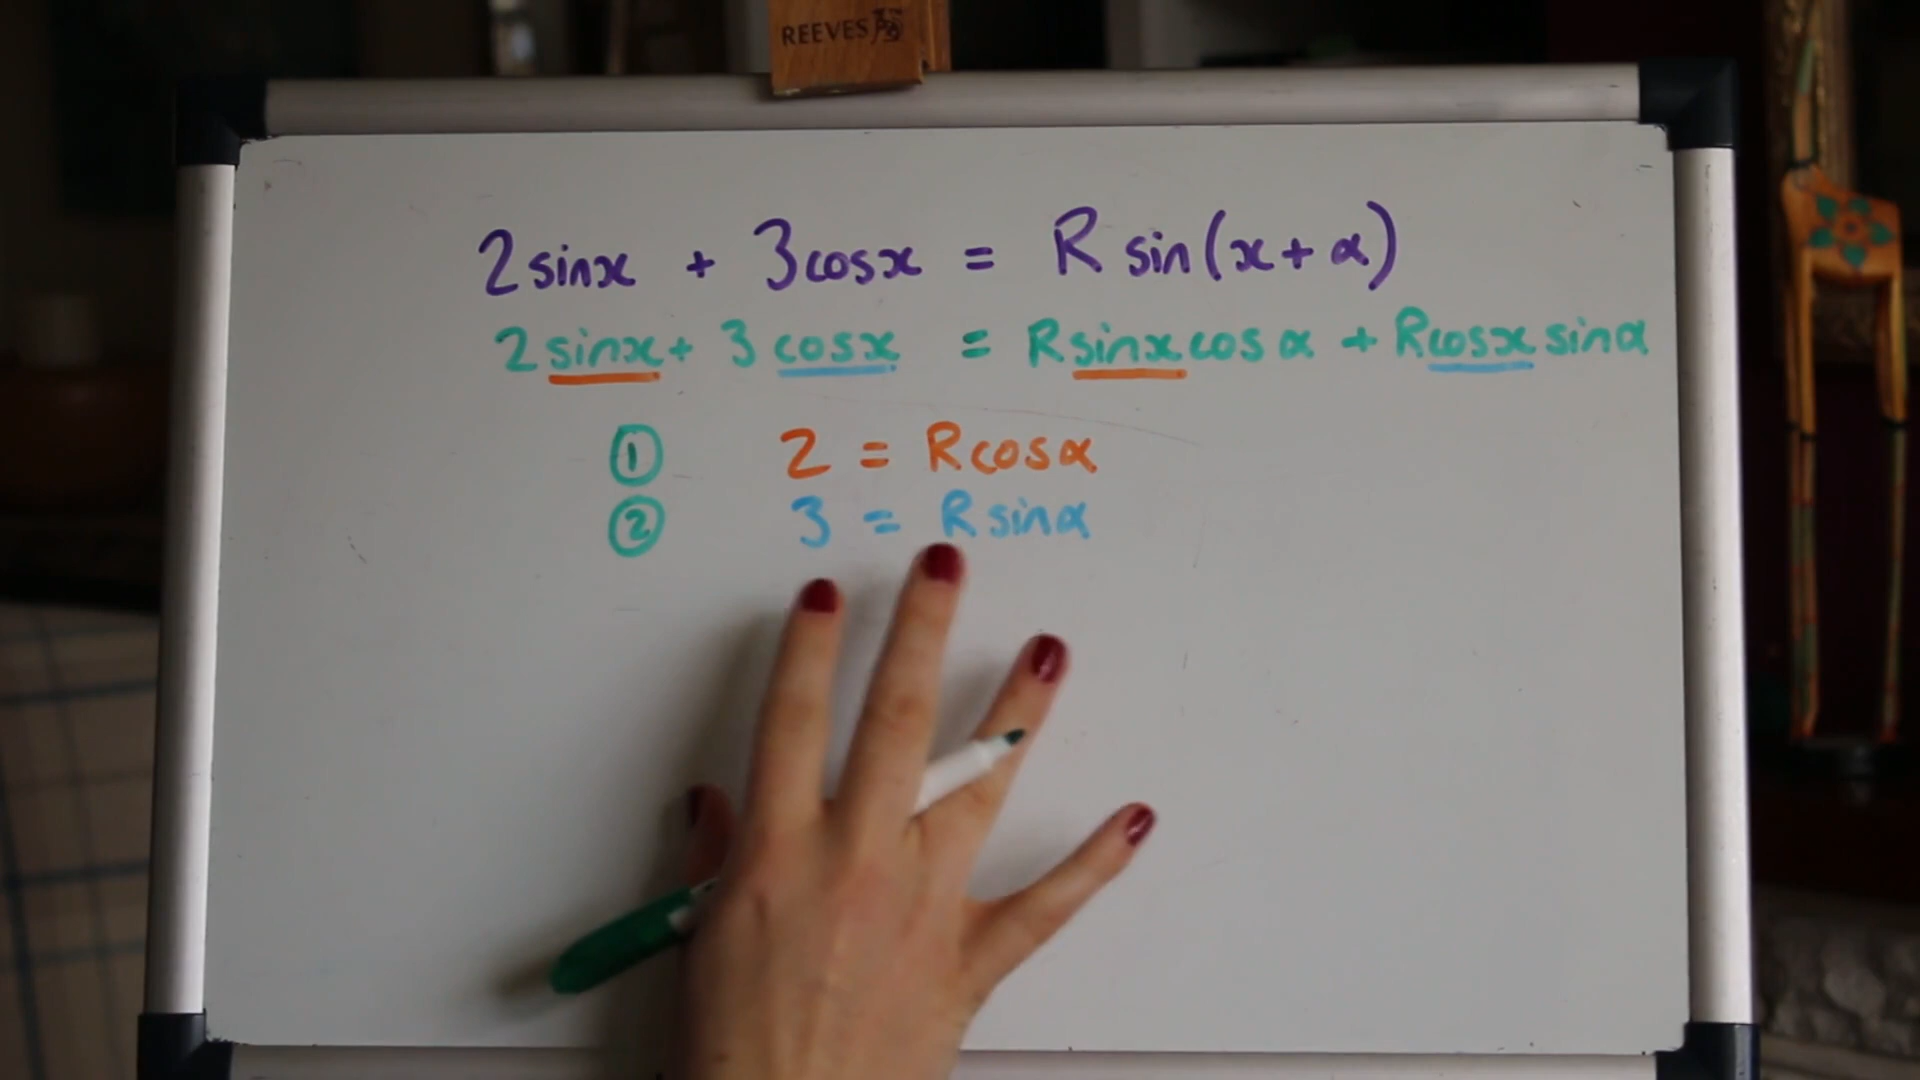 REEVES
2sinx + 3cosx = R sin(x+α)
2sinx + 3cosx = Rsinxcosα + Rcosxsinα
① 2 = Rcosα
② 3 = Rsinα